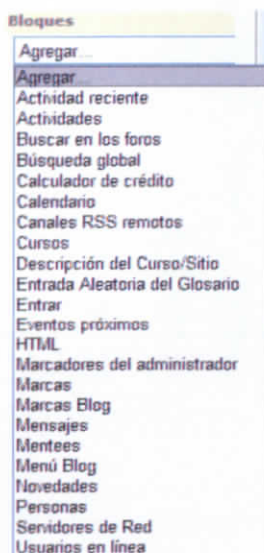 Bloques
Agregar...
Agregar...
Actividad reciente
Actividades
Buscar en los foros
Búsqueda global
Calculador de crédito
Calendario
Canales RSS remotos
Cursos
Descripción del Curso/Sitio
Entrada Aleatoria del Glosario
Entrar
Eventos próximos
HTML
Marcadores del administrador
Marcas
Marcas Blog
Mensajes
Mentees
Menú Blog
Novedades
Personas
Servidores de Red
Usuarios en línea